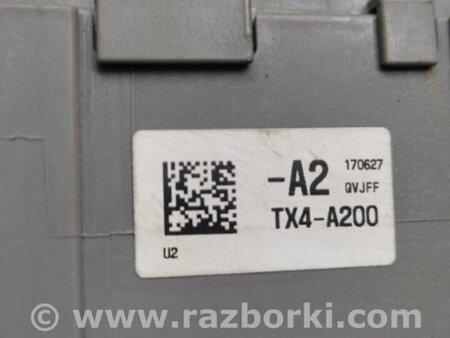 -A2 170627
QVJFF
TX4-A200
U2
© www.razborki.com